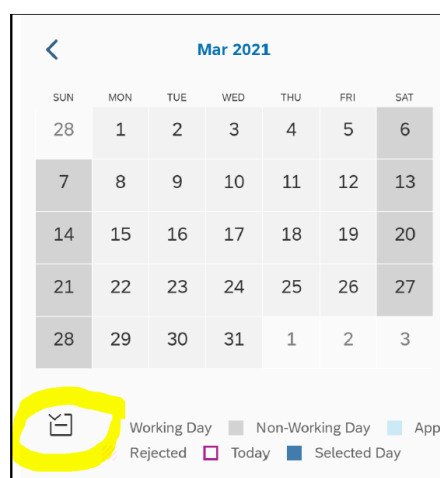 Mar 2021
SUN MON TUE WED THU FRI SAT
28 1 2 3 4 5 6
7 8 9 10 11 12 13
14 15 16 17 18 19 20
21 22 23 24 25 26 27
28 29 30 31 1 2 3
Working Day Non-Working Day App
Rejected Today Selected Day